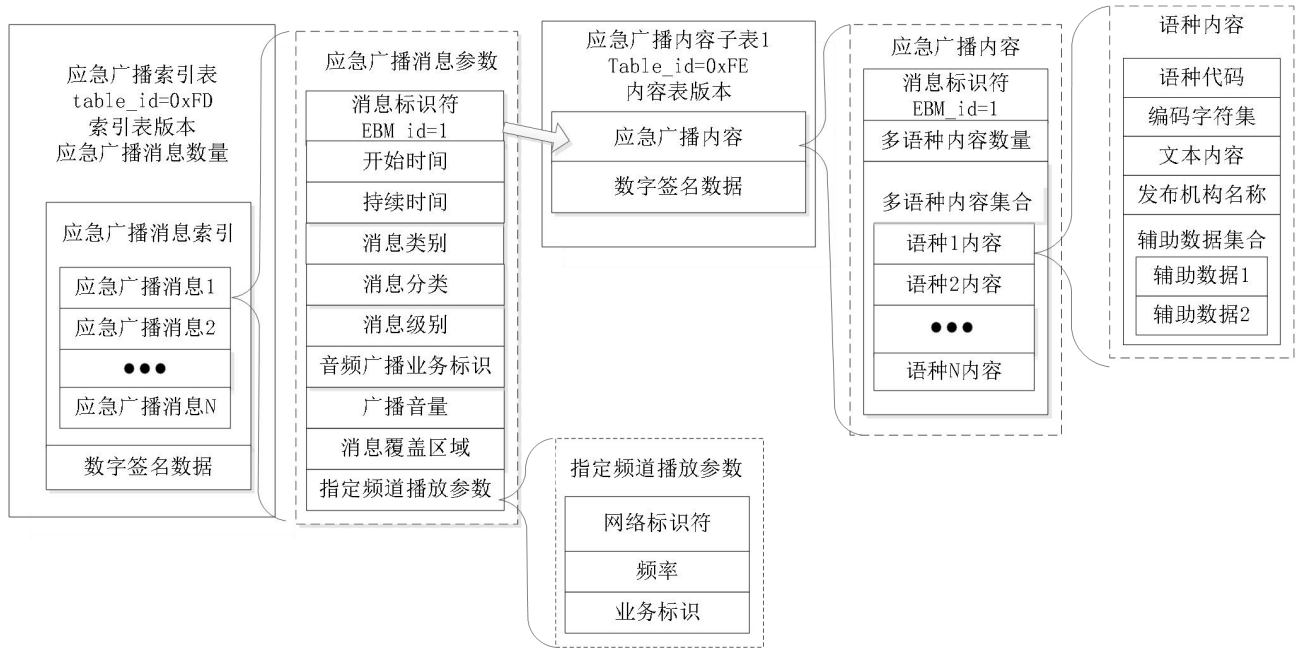 应急广播索引表
table_id=0xFD
索引表版本
应急广播消息数量
应急广播消息索引
应急广播消息1
应急广播消息2
●●●
应急广播消息N
数字签名数据
应急广播消息参数
消息标识符
EBM_id=1
开始时间
持续时间
消息类别
消息分类
消息级别
音频广播业务标识
广播音量
消息覆盖区域
指定频道播放参数
应急广播内容子表1
Table_id=0xFE
内容表版本
应急广播内容
数字签名数据
指定频道播放参数
网络标识符
频率
业务标识
应急广播内容
消息标识符
EBM_id=1
多语种内容数量
多语种内容集合
语种1内容
语种2内容
●●●
语种N内容
语种内容
语种代码
编码字符集
文本内容
发布机构名称
辅助数据集合
辅助数据1
辅助数据2